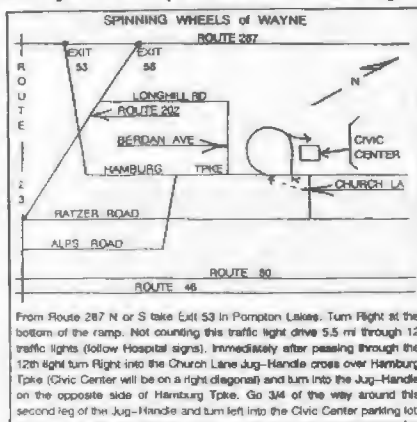 SPINNING WHEELS of WAYNE
ROUTE 287
EXIT
53
EXIT
58
N
LONGHILL RD
ROUTE 202
ROUTE 23
BERDAN AVE
CIVIC
CENTER
HAMBURG TPKE
CHURCH LA
RATZER ROAD
ALPS ROAD
ROUTE 80
ROUTE 46
From Route 287 N or S take Exit 53 in Pompton Lakes. Turn Right at the
bottom of the ramp. Not counting this traffic light drive 5.5 mi through 12
traffic lights (follow Hospital signs). Immediately after passing through the
12th light turn Right into the Church Lane Jug-Handle cross over Hamburg
Tpke (Civic Center will be on a right diagonal) and turn into the Jug-Handle
on the opposite side of Hamburg Tpke. Go 3/4 of the way around this
second leg of the Jug-Handle and turn left into the Civic Center parking lot